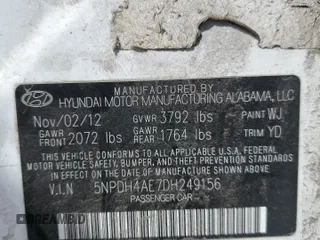 MANUFACTURED BY
HYUNDAI MOTOR MANUFACTURING ALABAMA, LLC
Nov/02/12 GVWR 3792 lbs PAINT WJ
GAWR FRONT 2072 lbs GAWR REAR 1764 lbs TRIM YD
THIS VEHICLE CONFORMS TO ALL APPLICABLE U.S. FEDERAL MOTOR
VEHICLE SAFETY, BUMPER, AND THEFT PREVENTION STANDARDS IN
EFFECT ON THE DATE OF MANUFACTURE SHOWN ABOVE.
V.I.N 5NPDH4AE7DH249156
PASSENGER CAR